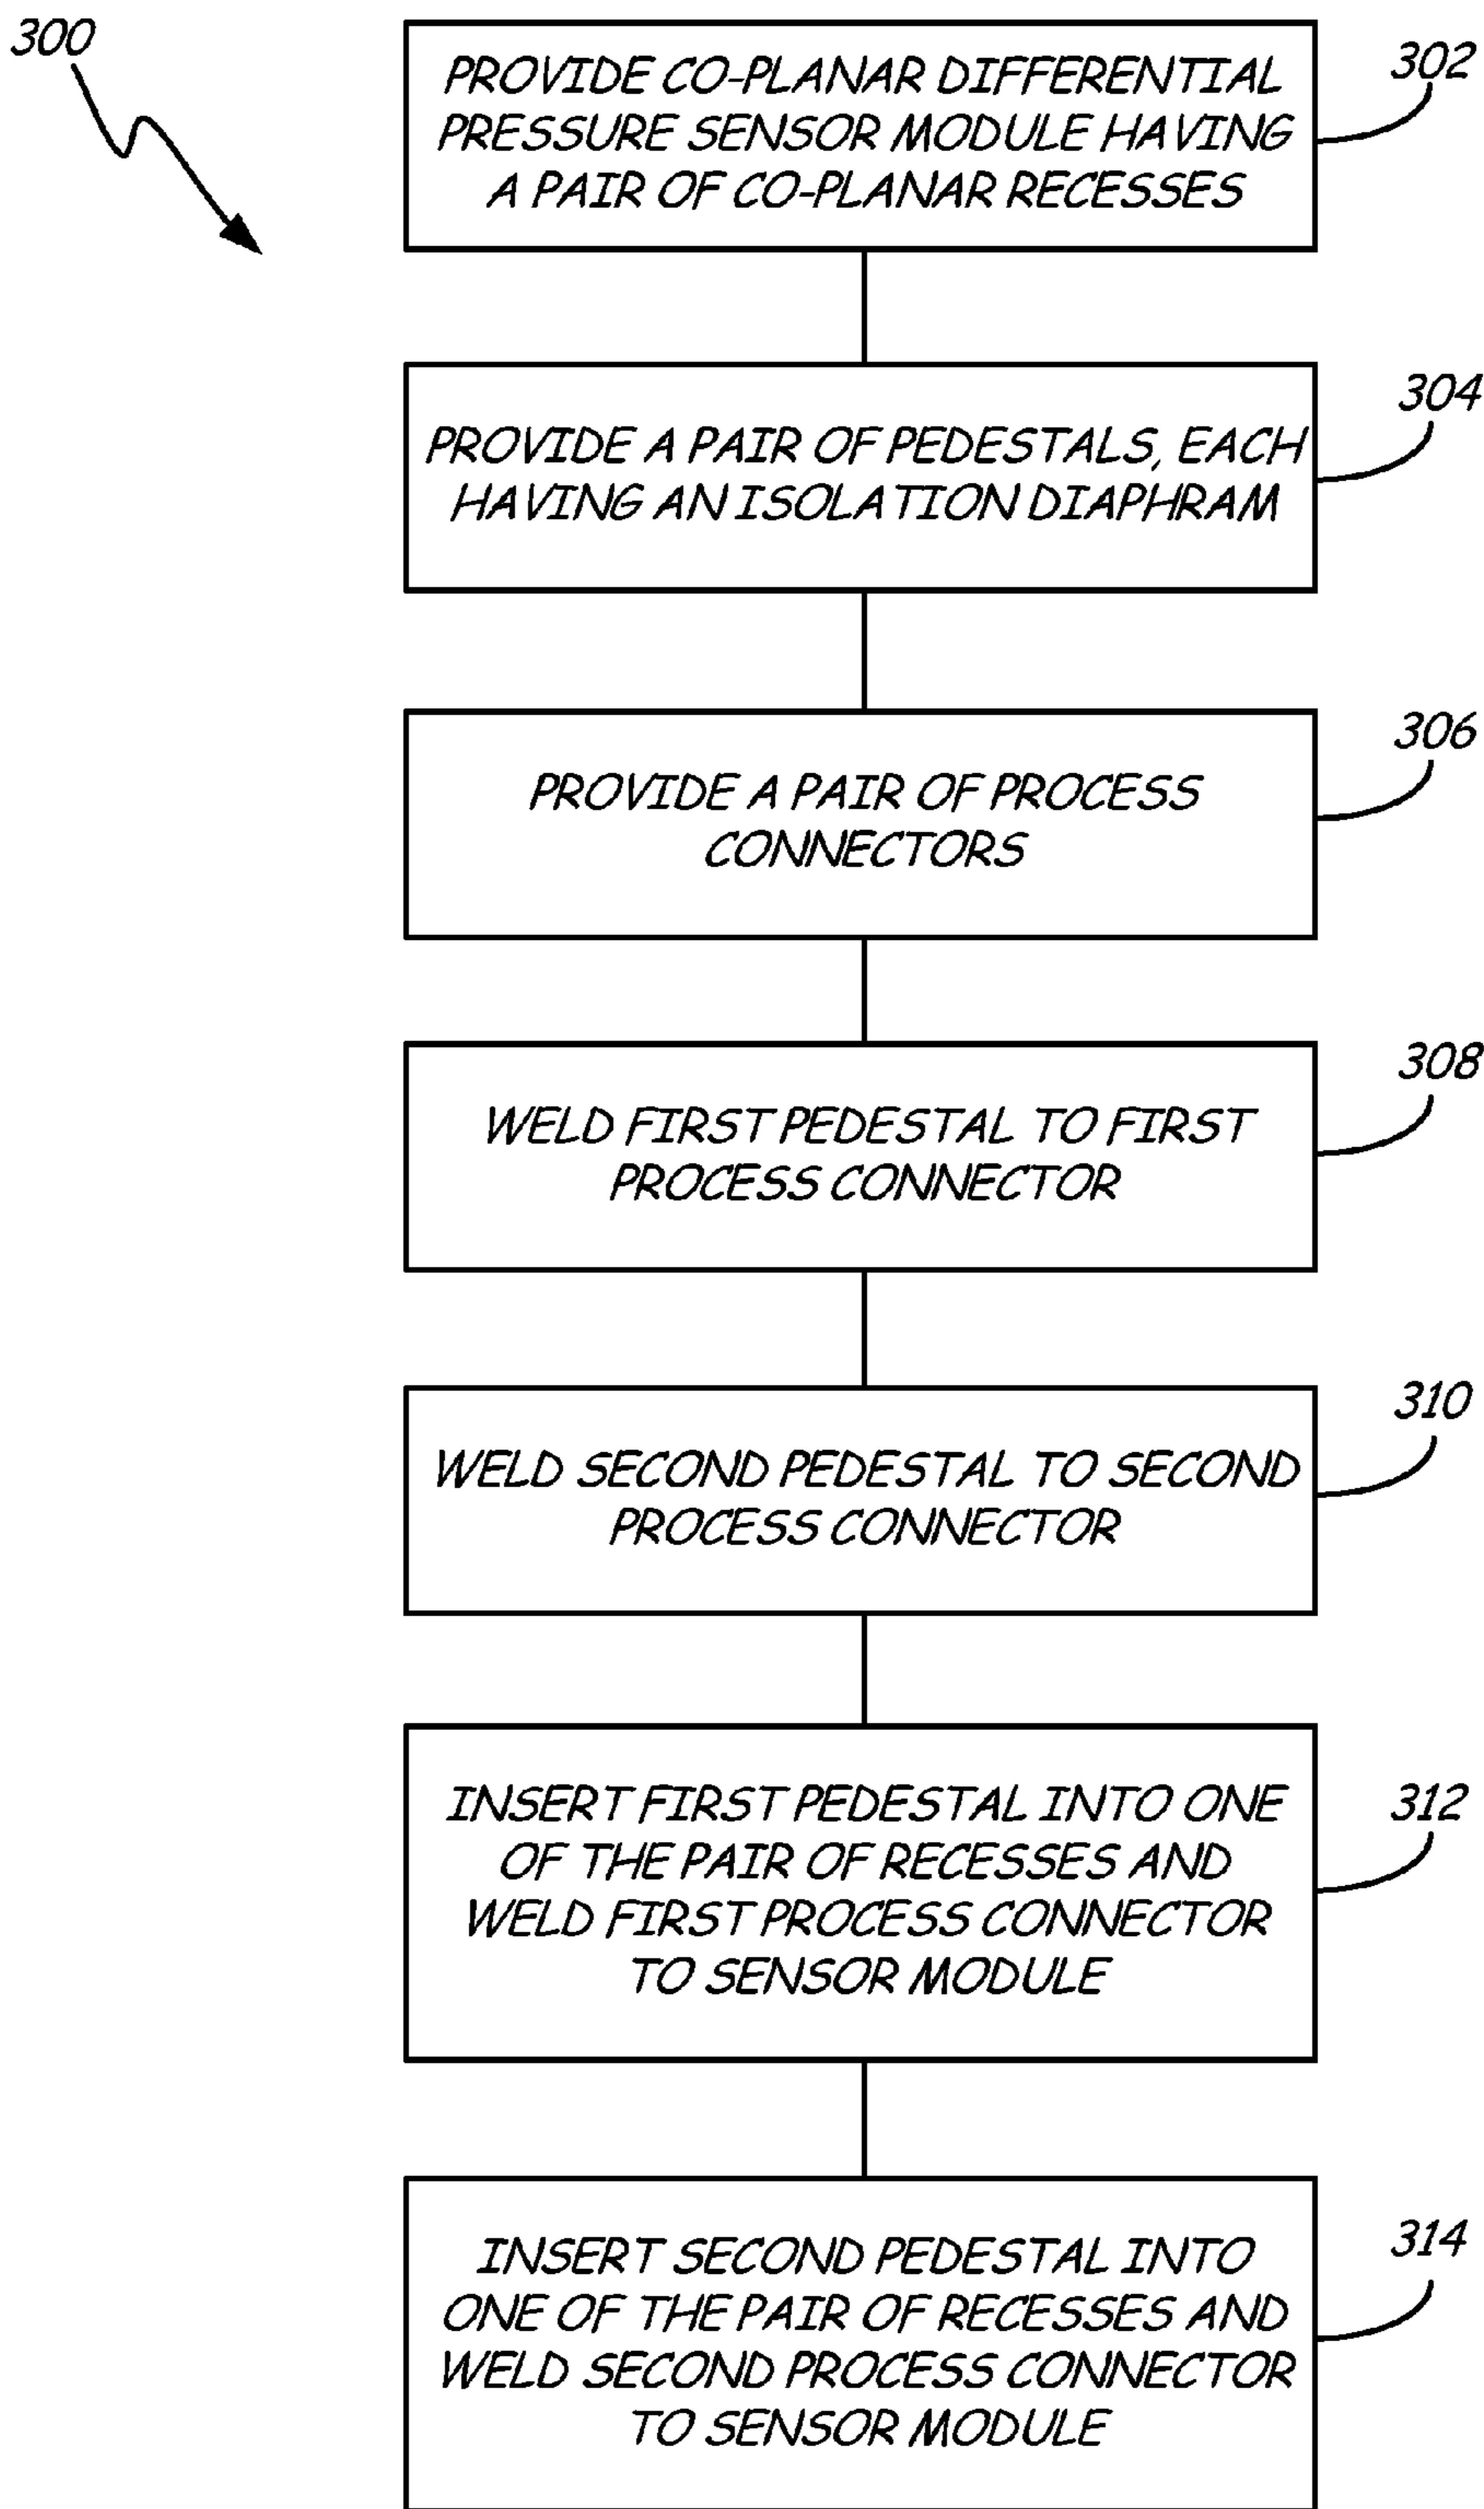 300
302
PROVIDE CO-PLANAR DIFFERENTIAL
PRESSURE SENSOR MODULE HAVING
A PAIR OF CO-PLANAR RECESSES
304
PROVIDE A PAIR OF PEDESTALS, EACH
HAVING AN ISOLATION DIAPHRAM
306
PROVIDE A PAIR OF PROCESS
CONNECTORS
308
WELD FIRST PEDESTAL TO FIRST
PROCESS CONNECTOR
310
WELD SECOND PEDESTAL TO SECOND
PROCESS CONNECTOR
312
INSERT FIRST PEDESTAL INTO ONE
OF THE PAIR OF RECESSES AND
WELD FIRST PROCESS CONNECTOR
TO SENSOR MODULE
314
INSERT SECOND PEDESTAL INTO
ONE OF THE PAIR OF RECESSES AND
WELD SECOND PROCESS CONNECTOR
TO SENSOR MODULE